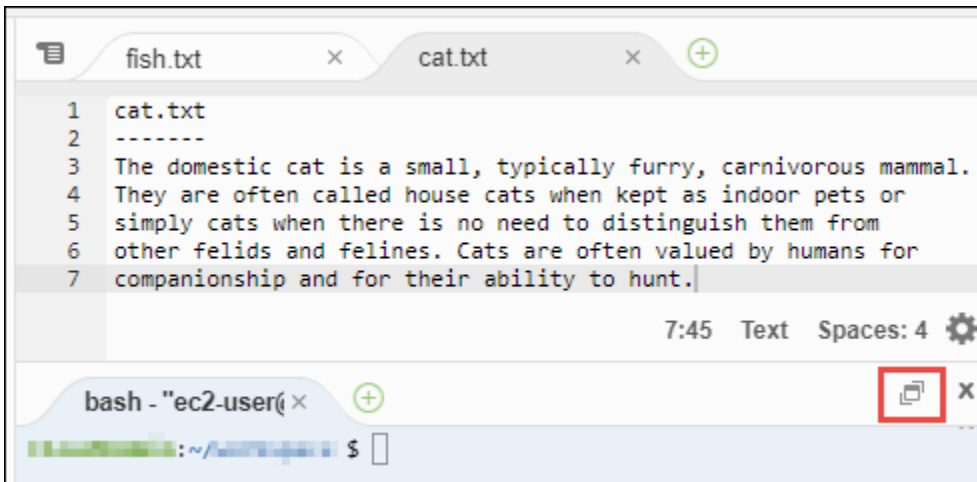 fish.txt × cat.txt ×
1 cat.txt
2 -------
3 The domestic cat is a small, typically furry, carnivorous mammal.
4 They are often called house cats when kept as indoor pets or
5 simply cats when there is no need to distinguish them from
6 other felids and felines. Cats are often valued by humans for
7 companionship and for their ability to hunt.
7:45 Text Spaces: 4
bash - "ec2-user@ ×
:~/ $